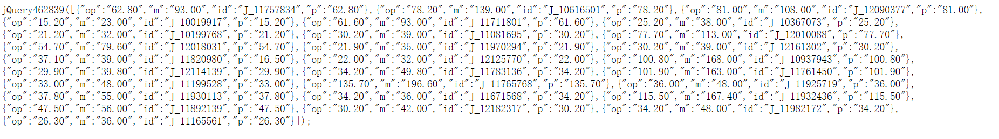 jQuery462839([{"op":"62.80","m":"93.00","id":"J_11757834","p":"62.80"},{"op":"78.20","m":"139.00","id":"J_10616501","p":"78.20"},{"op":"81.00","m":"108.00","id":"J_12090377","p":"81.00"},
{"op":"15.20","m":"23.00","id":"J_10019917","p":"15.20"},{"op":"61.60","m":"93.00","id":"J_11711801","p":"61.60"},{"op":"25.20","m":"38.00","id":"J_10367073","p":"25.20"},
{"op":"21.20","m":"32.00","id":"J_10199768","p":"21.20"},{"op":"30.20","m":"39.00","id":"J_11081695","p":"30.20"},{"op":"77.70","m":"113.00","id":"J_12010088","p":"77.70"},
{"op":"54.70","m":"79.60","id":"J_12018031","p":"54.70"},{"op":"21.90","m":"35.00","id":"J_11970294","p":"21.90"},{"op":"30.20","m":"39.00","id":"J_12161302","p":"30.20"},
{"op":"37.10","m":"39.00","id":"J_11820980","p":"16.50"},{"op":"22.00","m":"32.00","id":"J_12125770","p":"22.00"},{"op":"100.80","m":"168.00","id":"J_10937943","p":"100.80"},
{"op":"29.90","m":"39.80","id":"J_12114139","p":"29.90"},{"op":"34.20","m":"49.80","id":"J_11783136","p":"34.20"},{"op":"101.90","m":"163.00","id":"J_11761450","p":"101.90"},
{"op":"33.00","m":"48.00","id":"J_11199528","p":"33.00"},{"op":"135.70","m":"196.60","id":"J_11765768","p":"135.70"},{"op":"36.00","m":"48.00","id":"J_11925719","p":"36.00"},
{"op":"37.80","m":"55.00","id":"J_11930113","p":"37.80"},{"op":"34.20","m":"36.00","id":"J_11671568","p":"34.20"},{"op":"115.50","m":"167.40","id":"J_11932436","p":"115.50"},
{"op":"47.50","m":"56.00","id":"J_11892139","p":"47.50"},{"op":"30.20","m":"42.00","id":"J_12182317","p":"30.20"},{"op":"34.20","m":"48.00","id":"J_11982172","p":"34.20"},
{"op":"26.30","m":"36.00","id":"J_11165561","p":"26.30"}]);